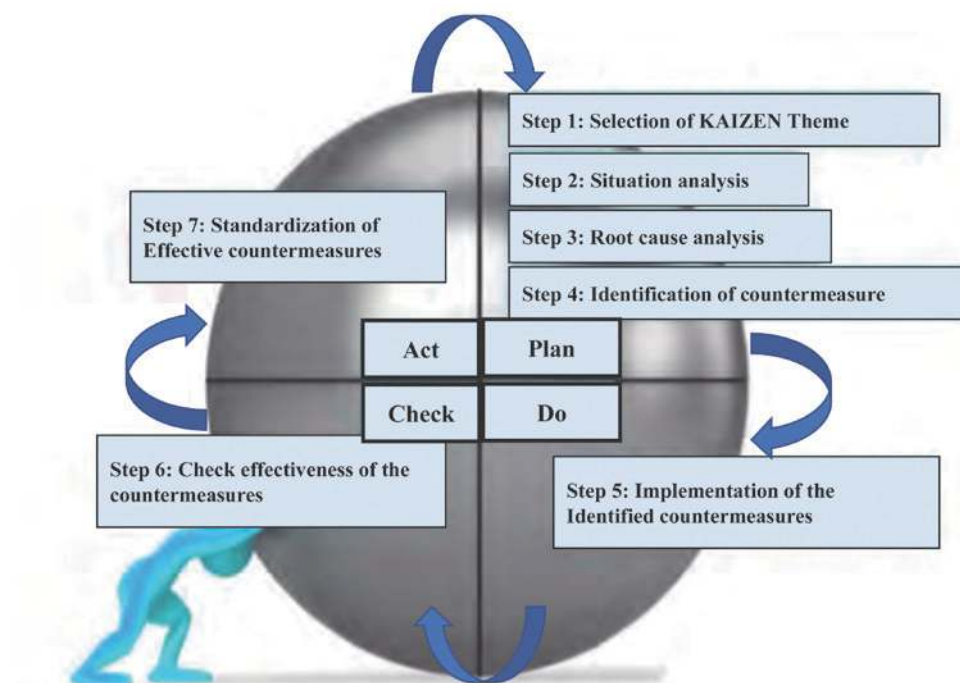 Step 1: Selection of KAIZEN Theme
Step 2: Situation analysis
Step 3: Root cause analysis
Step 4: Identification of countermeasure
Step 7: Standardization of
Effective countermeasures
Act
Plan
Check
Do
Step 6: Check effectiveness of the
countermeasures
Step 5: Implementation of the
Identified countermeasures